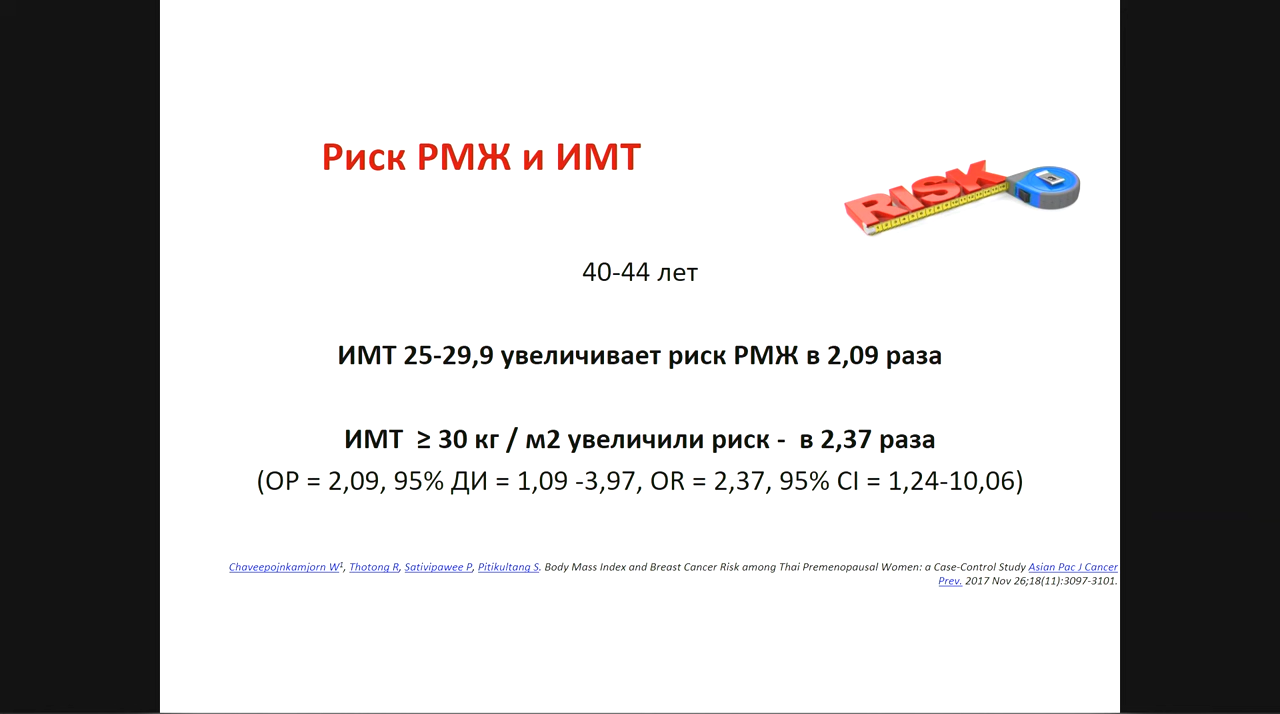 Риск РМЖ и ИМТ
RISK
40-44 лет
ИМТ 25-29,9 увеличивает риск РМЖ в 2,09 раза
ИМТ ≥ 30 кг / м2 увеличили риск - в 2,37 раза
(ОР = 2,09, 95% ДИ = 1,09 -3,97, OR = 2,37, 95% CI = 1,24-10,06)
Chaveepojnkamjorn W¹, Thotong R, Sativipawee P, Pitikultang S. Body Mass Index and Breast Cancer Risk among Thai Premenopausal Women: a Case-Control Study Asian Pac J Cancer
Prev. 2017 Nov 26;18(11):3097-3101.